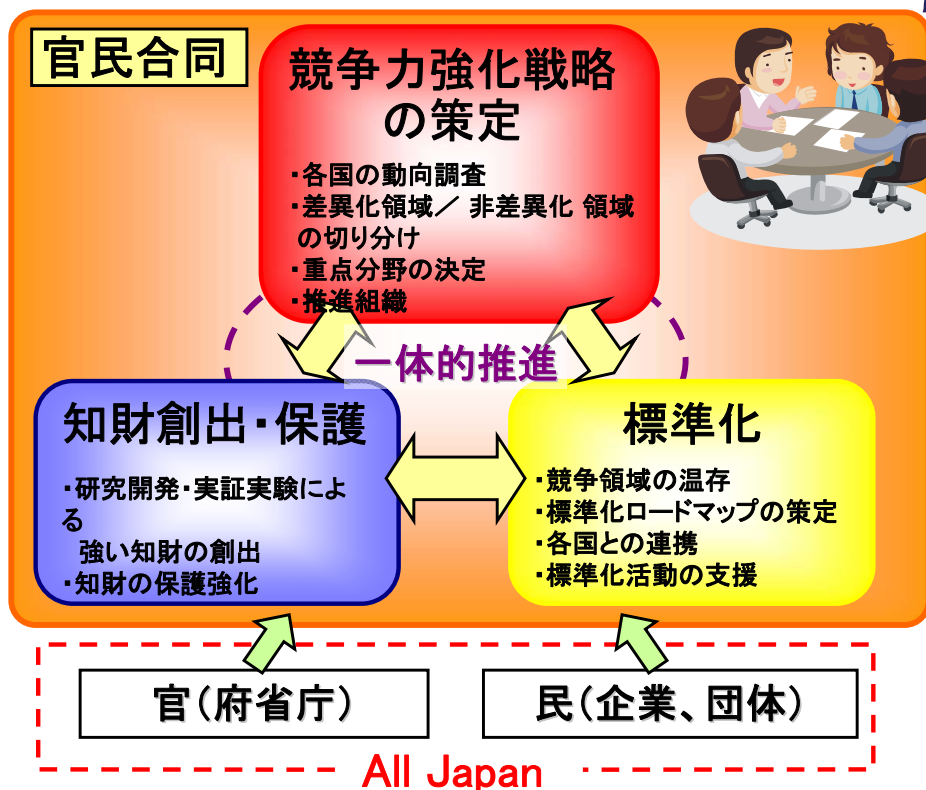 官民合同
競争力強化戦略
の策定
・各国の動向調査
・差異化領域／ 非差異化 領域
の切り分け
・重点分野の決定
・推進組織
一体的推進
知財創出・保護
・研究開発・実証実験によ
る
強い知財の創出
・知財の保護強化
標準化
・競争領域の温存
・標準化ロードマップの策定
・各国との連携
・標準化活動の支援
官（府省庁）
民（企業、団体）
All Japan